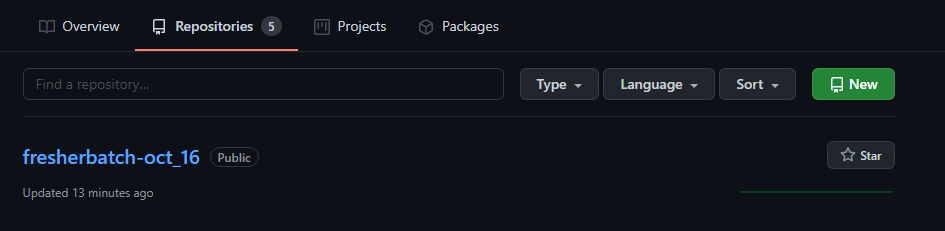 Overview Repositories 5 Projects Packages
Find a repository... Type Language Sort New
fresherbatch-oct_16 Public Star
Updated 13 minutes ago